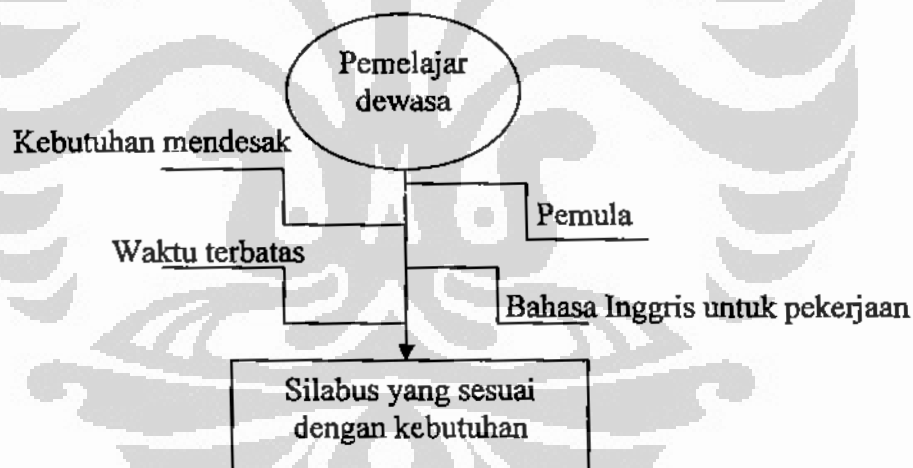 Pemelajar
dewasa
Kebutuhan mendesak
Pemula
Waktu terbatas
Bahasa Inggris untuk pekerjaan
Silabus yang sesuai
dengan kebutuhan